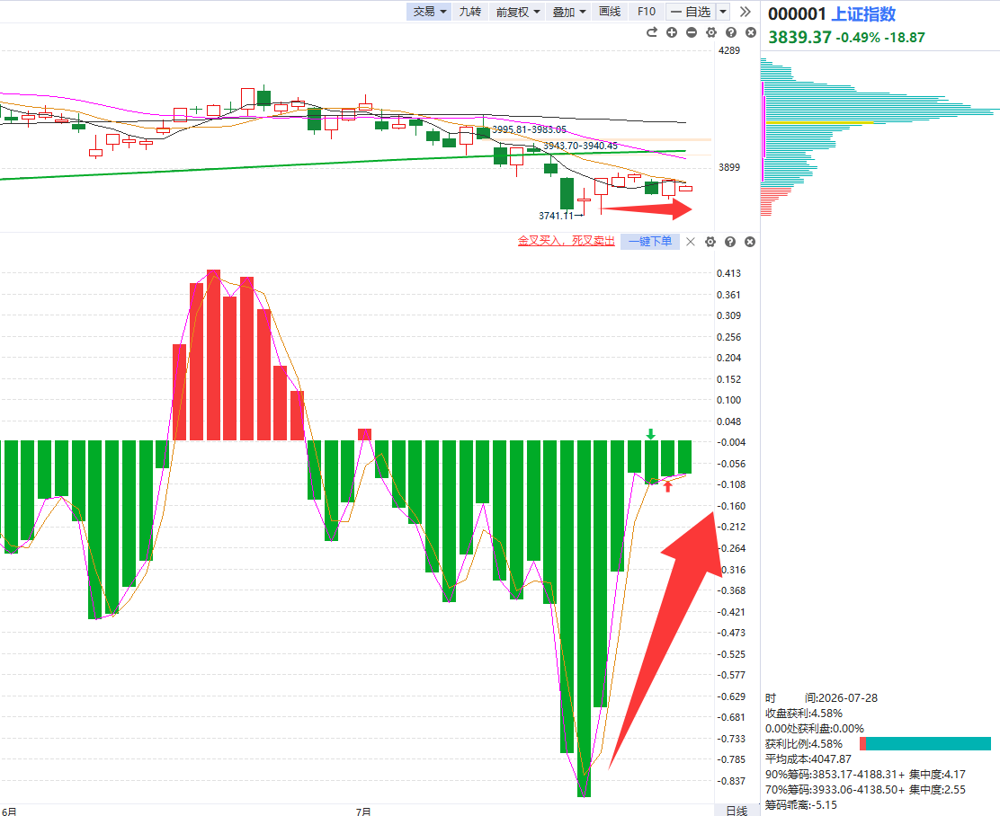 交易 九转 前复权 叠加 画线 F10 一自选
000001 上证指数
3839.37 -0.49% -18.87
4289
3995.81-3983.05
3943.70-3940.45
3899
3741.11→
金叉买入，死叉卖出 一键下单
0.413
0.361
0.309
0.256
0.204
0.152
0.100
0.048
-0.004
-0.056
-0.108
-0.160
-0.212
-0.264
-0.316
-0.368
-0.421
-0.473
-0.525
-0.577
-0.629
-0.681
-0.733
-0.785
-0.837
时 间:2026-07-28
收盘获利:4.58%
0.00处获利盘:0.00%
获利比例:4.58%
平均成本:4047.87
90%筹码:3853.17-4188.31+ 集中度:4.17
70%筹码:3933.06-4138.50+ 集中度:2.55
筹码乖离:-5.15
6月 7月 日线